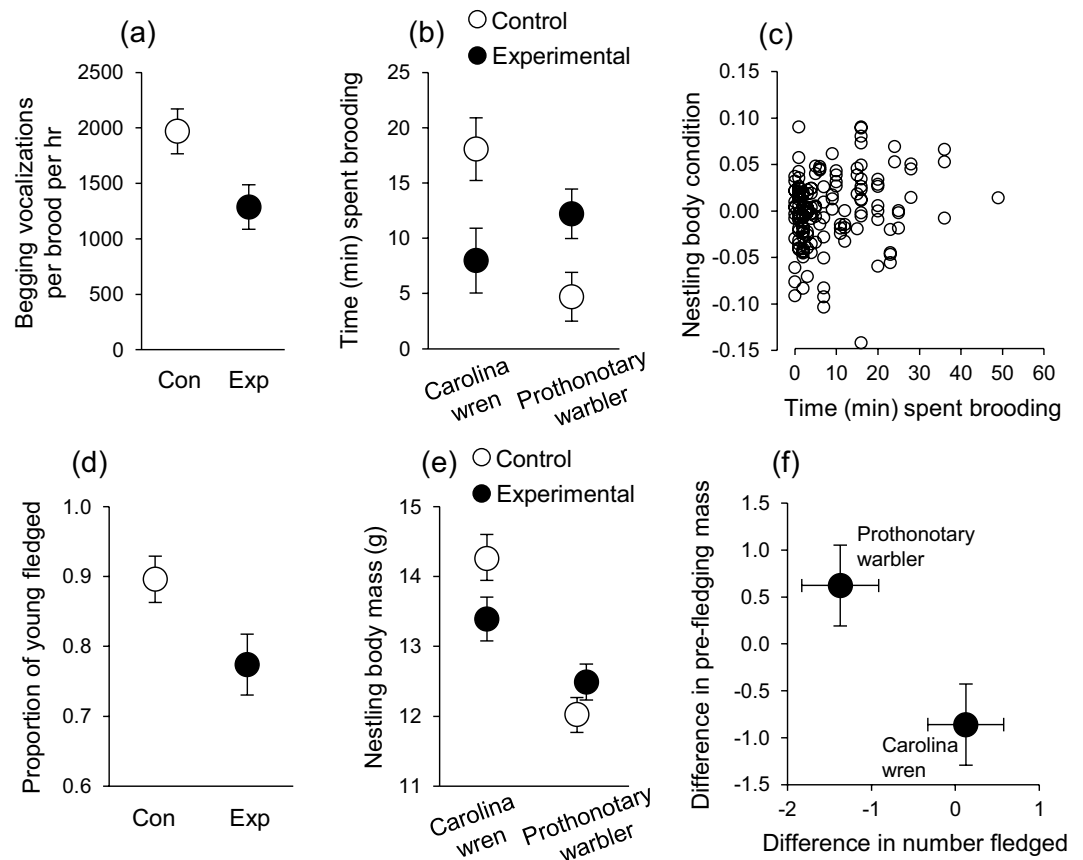 (a)
Begging vocalizations
per brood per hr
2500
2000
1500
1000
500
0
Con Exp
(b)
Control
Experimental
Time (min) spent brooding
25
20
15
10
5
0
Carolina
wren
Prothonotary
warbler
(c)
Nestling body condition
0.15
0.10
0.05
0.00
-0.05
-0.10
-0.15
0 10 20 30 40 50 60
Time (min) spent brooding
(d)
Proportion of young fledged
1.0
0.9
0.8
0.7
0.6
Con Exp
(e)
Control
Experimental
Nestling body mass (g)
15
14
13
12
11
Carolina
wren
Prothonotary
warbler
(f)
Difference in pre-fledging mass
1.5
1.0
0.5
0.0
-0.5
-1.0
-1.5
Prothonotary
warbler
Carolina
wren
-2 -1 0 1
Difference in number fledged